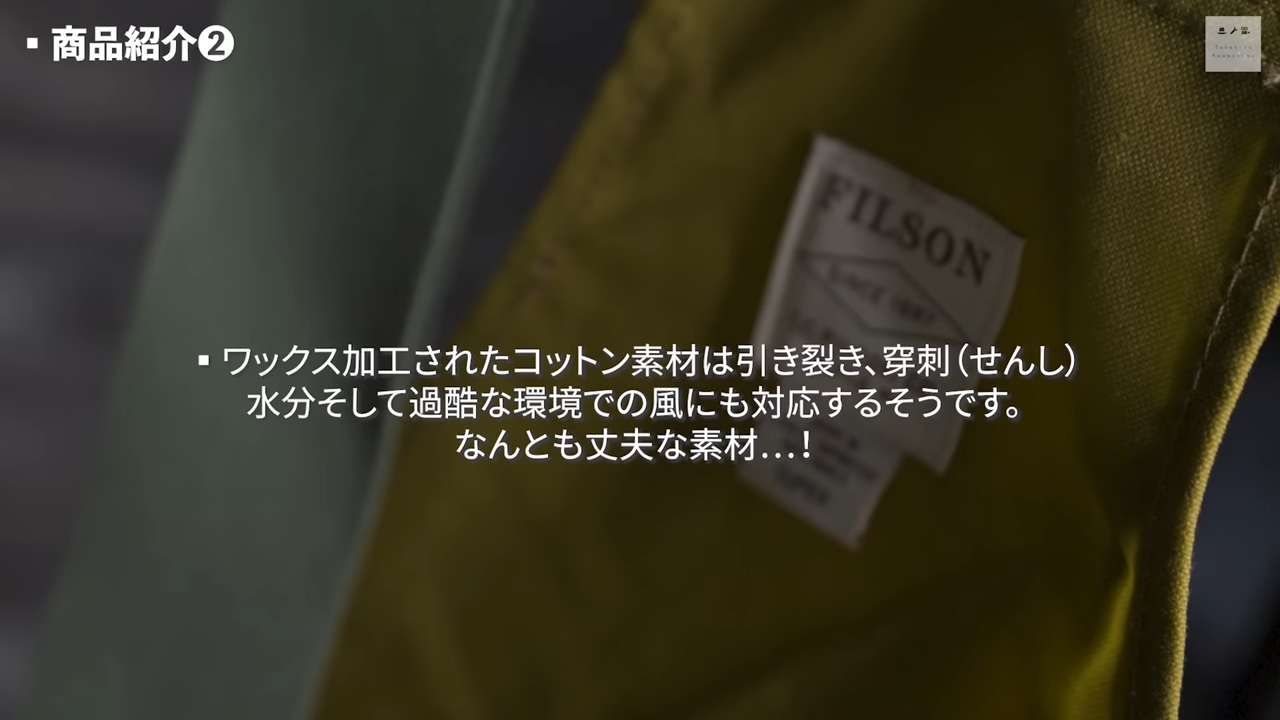 ▪ 商品紹介❷
FILSON
SINCE 1897
▪ ワックス加工されたコットン素材は引き裂き、穿刺（せんし）
水分そして過酷な環境での風にも対応するそうです。
なんとも丈夫な素材…！